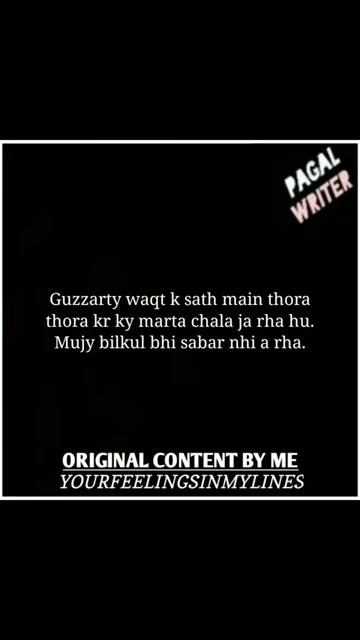 PAGAL
WRITER
Guzzarty waqt k sath main thora
thora kr ky marta chala ja rha hu.
Mujy bilkul bhi sabar nhi a rha.
ORIGINAL CONTENT BY ME
YOURFEELINGSINMYLINES